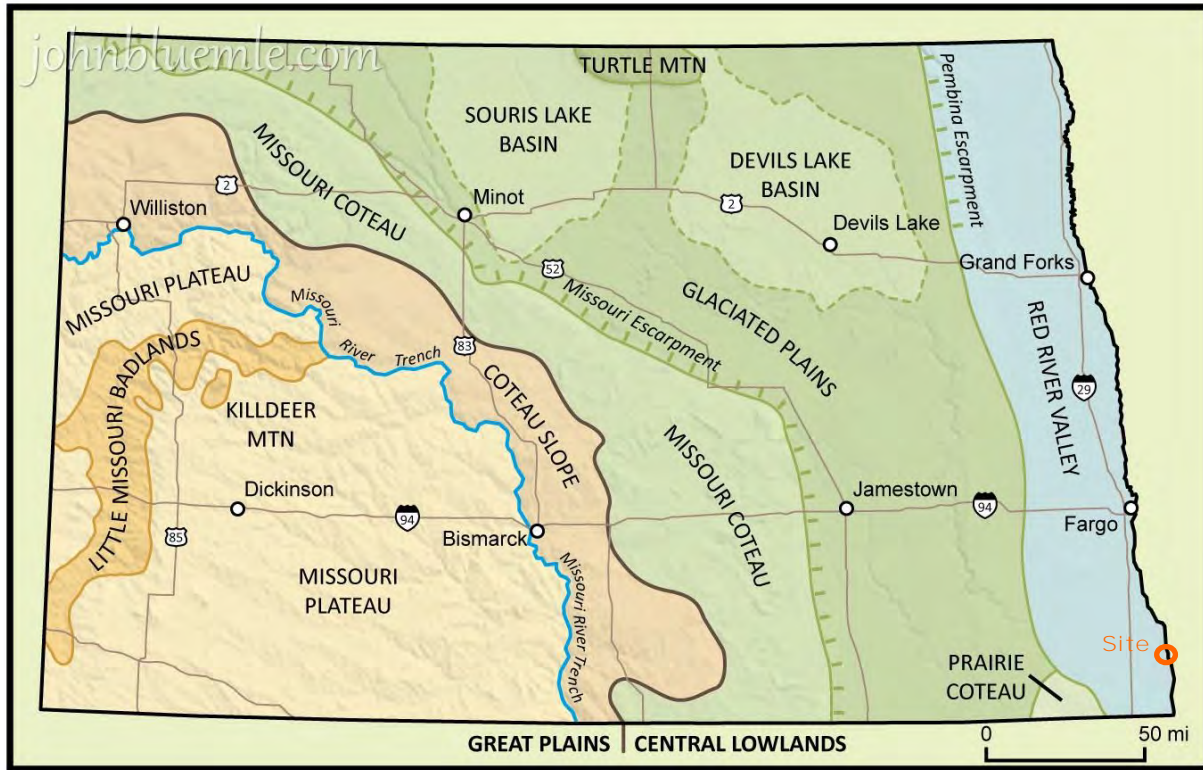 johnbluemle.com
TURTLE MTN
SOURIS LAKE
BASIN
Pembina Escarpment
MISSOURI COTEAU
DEVILS LAKE
BASIN
2
Minot
2
Williston
Devils Lake
Grand Forks
MISSOURI PLATEAU
52
Missouri Escarpment
GLACIATED PLAINS
Missouri
River
Trench
83
RED RIVER VALLEY
LITTLE MISSOURI BADLANDS
COTEAU SLOPE
29
KILLDEER
MTN
MISSOURI COTEAU
Dickinson
Jamestown
94
94
Fargo
85
Bismarck
MISSOURI
PLATEAU
Missouri River Trench
Site
PRAIRIE
COTEAU
0
50 mi
GREAT PLAINS
CENTRAL LOWLANDS